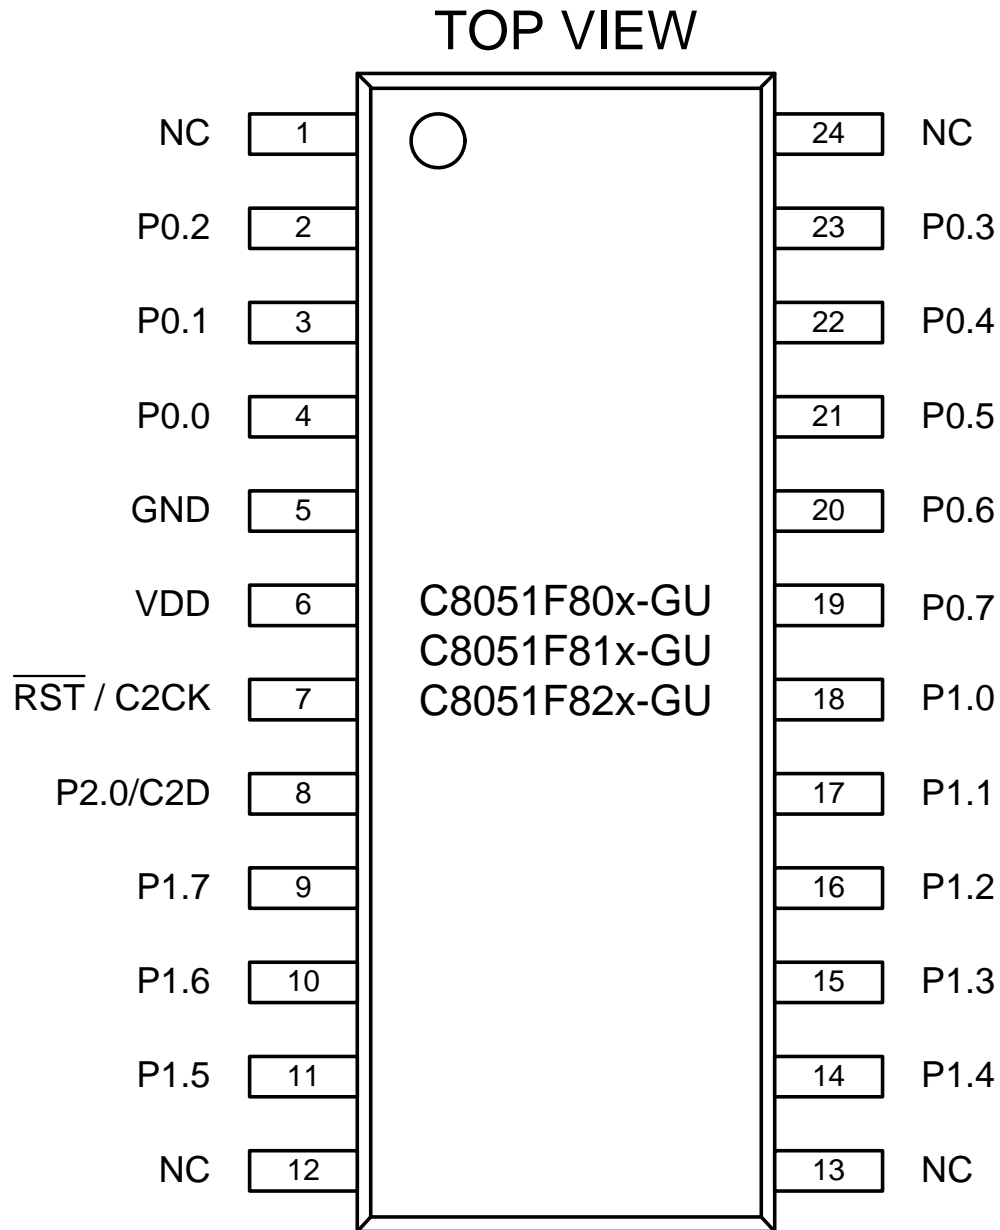 TOP VIEW
NC 1 24 NC
P0.2 2 23 P0.3
P0.1 3 22 P0.4
P0.0 4 21 P0.5
GND 5 20 P0.6
VDD 6 C8051F80x-GU 19 P0.7
C8051F81x-GU
RST / C2CK 7 C8051F82x-GU 18 P1.0
P2.0/C2D 8 17 P1.1
P1.7 9 16 P1.2
P1.6 10 15 P1.3
P1.5 11 14 P1.4
NC 12 13 NC